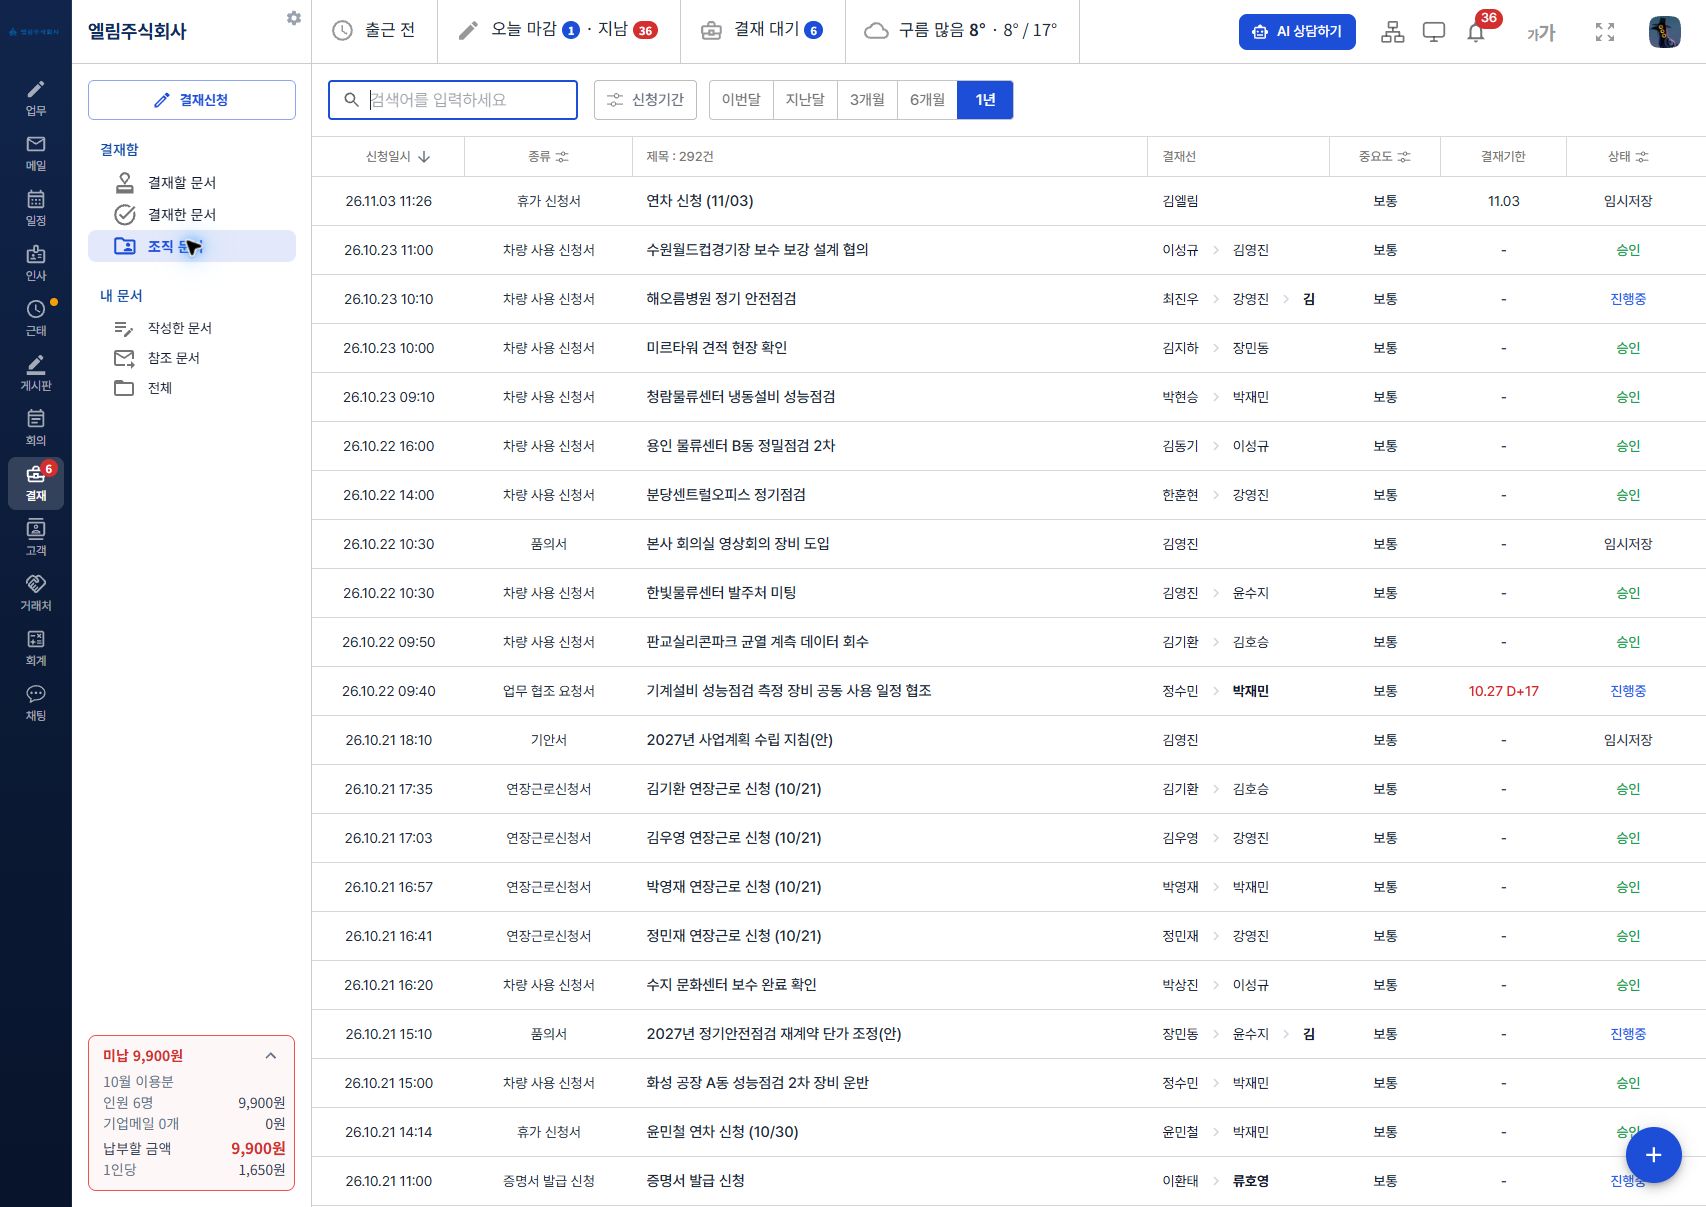 엘림주식회사
엘림주식회사
출근 전
오늘 마감 1 · 지남 36
결재 대기 6
구름 많음 8° · 8° / 17°
AI 상담하기
36
가가
업무
메일
일정
인사
근태
게시판
회의
6
결재
고객
거래처
회계
채팅
결재신청
결재함
결재할 문서
결재한 문서
조직 문
내 문서
작성한 문서
참조 문서
전체
미납 9,900원
10월 이용분
인원 6명 9,900원
기업메일 0개 0원
납부할 금액 9,900원
1인당 1,650원
검색어를 입력하세요
신청기간
이번달 지난달 3개월 6개월 1년
신청일시 종류 제목 : 292건 결재선 중요도 결재기한 상태
26.11.03 11:26 휴가 신청서 연차 신청 (11/03) 김엘림 보통 11.03 임시저장
26.10.23 11:00 차량 사용 신청서 수원월드컵경기장 보수 보강 설계 협의 이성규 김영진 보통 - 승인
26.10.23 10:10 차량 사용 신청서 해오름병원 정기 안전점검 최진우 강영진 김 보통 - 진행중
26.10.23 10:00 차량 사용 신청서 미르타워 견적 현장 확인 김지하 장민동 보통 - 승인
26.10.23 09:10 차량 사용 신청서 청람물류센터 냉동설비 성능점검 박현승 박재민 보통 - 승인
26.10.22 16:00 차량 사용 신청서 용인 물류센터 B동 정밀점검 2차 김동기 이성규 보통 - 승인
26.10.22 14:00 차량 사용 신청서 분당센트럴오피스 정기점검 한훈현 강영진 보통 - 승인
26.10.22 10:30 품의서 본사 회의실 영상회의 장비 도입 김영진 보통 - 임시저장
26.10.22 10:30 차량 사용 신청서 한빛물류센터 발주처 미팅 김영진 윤수지 보통 - 승인
26.10.22 09:50 차량 사용 신청서 판교실리콘파크 균열 계측 데이터 회수 김기환 김호승 보통 - 승인
26.10.22 09:40 업무 협조 요청서 기계설비 성능점검 측정 장비 공동 사용 일정 협조 정수민 박재민 보통 10.27 D+17 진행중
26.10.21 18:10 기안서 2027년 사업계획 수립 지침(안) 김영진 보통 - 임시저장
26.10.21 17:35 연장근로신청서 김기환 연장근로 신청 (10/21) 김기환 김호승 보통 - 승인
26.10.21 17:03 연장근로신청서 김우영 연장근로 신청 (10/21) 김우영 강영진 보통 - 승인
26.10.21 16:57 연장근로신청서 박영재 연장근로 신청 (10/21) 박영재 박재민 보통 - 승인
26.10.21 16:41 연장근로신청서 정민재 연장근로 신청 (10/21) 정민재 강영진 보통 - 승인
26.10.21 16:20 차량 사용 신청서 수지 문화센터 보수 완료 확인 박상진 이성규 보통 - 승인
26.10.21 15:10 품의서 2027년 정기안전점검 재계약 단가 조정(안) 장민동 윤수지 김 보통 - 진행중
26.10.21 15:00 차량 사용 신청서 화성 공장 A동 성능점검 2차 장비 운반 정수민 박재민 보통 - 승인
26.10.21 14:14 휴가 신청서 윤민철 연차 신청 (10/30) 윤민철 박재민 보통 - 승인
26.10.21 11:00 증명서 발급 신청 증명서 발급 신청 이환태 류호영 보통 - 진행중